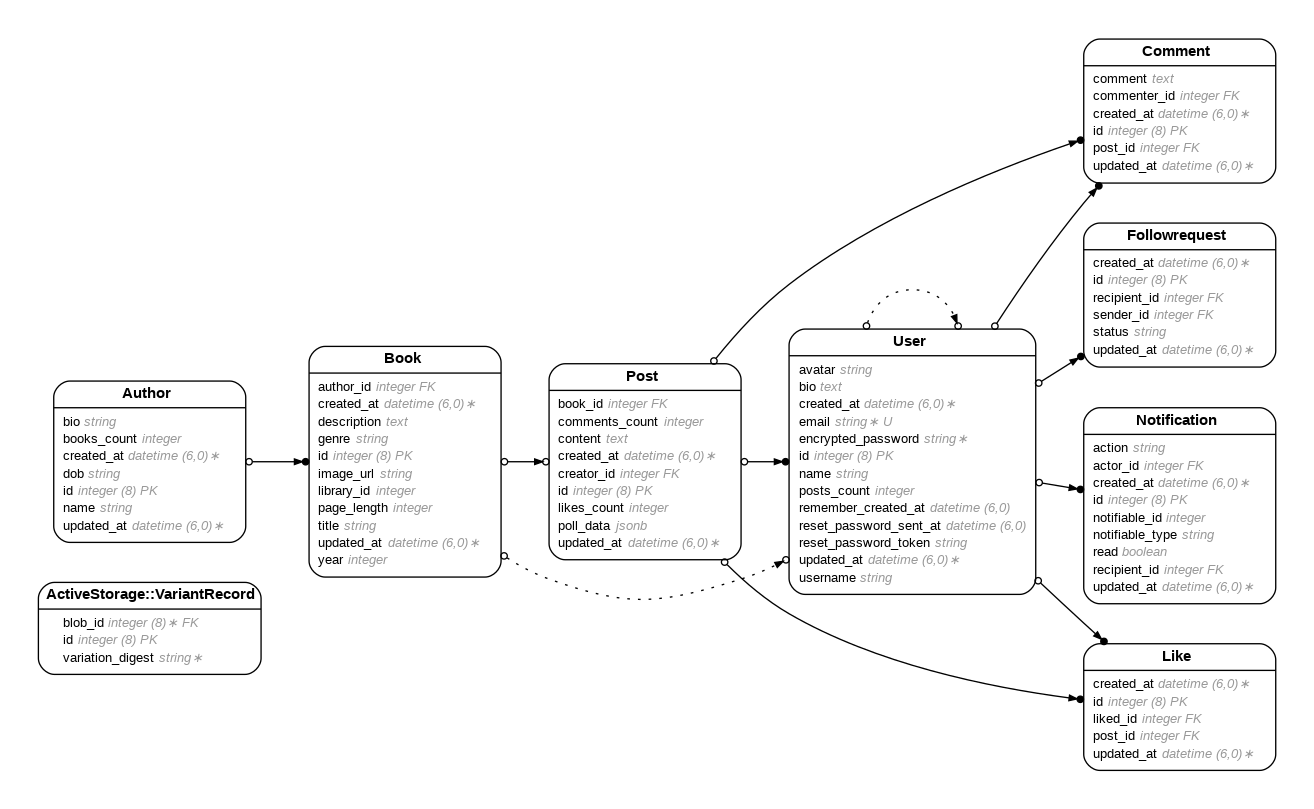 Author
bio string
books_count integer
created_at datetime (6,0)∗
dob string
id integer (8) PK
name string
updated_at datetime (6,0)∗
ActiveStorage::VariantRecord
blob_id integer (8)∗ FK
id integer (8) PK
variation_digest string∗
Book
author_id integer FK
created_at datetime (6,0)∗
description text
genre string
id integer (8) PK
image_url string
library_id integer
page_length integer
title string
updated_at datetime (6,0)∗
year integer
Post
book_id integer FK
comments_count integer
content text
created_at datetime (6,0)∗
creator_id integer FK
id integer (8) PK
likes_count integer
poll_data jsonb
updated_at datetime (6,0)∗
User
avatar string
bio text
created_at datetime (6,0)∗
email string∗ U
encrypted_password string∗
id integer (8) PK
name string
posts_count integer
remember_created_at datetime (6,0)
reset_password_sent_at datetime (6,0)
reset_password_token string
updated_at datetime (6,0)∗
username string
Comment
comment text
commenter_id integer FK
created_at datetime (6,0)∗
id integer (8) PK
post_id integer FK
updated_at datetime (6,0)∗
Followrequest
created_at datetime (6,0)∗
id integer (8) PK
recipient_id integer FK
sender_id integer FK
status string
updated_at datetime (6,0)∗
Notification
action string
actor_id integer FK
created_at datetime (6,0)∗
id integer (8) PK
notifiable_id integer
notifiable_type string
read boolean
recipient_id integer FK
updated_at datetime (6,0)∗
Like
created_at datetime (6,0)∗
id integer (8) PK
liked_id integer FK
post_id integer FK
updated_at datetime (6,0)∗